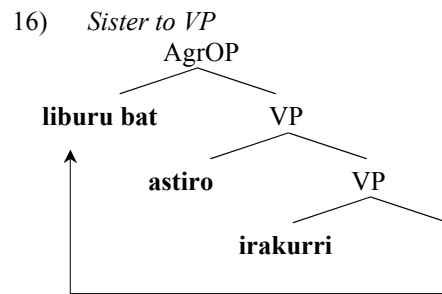 16) Sister to VP
AgrOP
liburu bat VP
astiro VP
irakurri